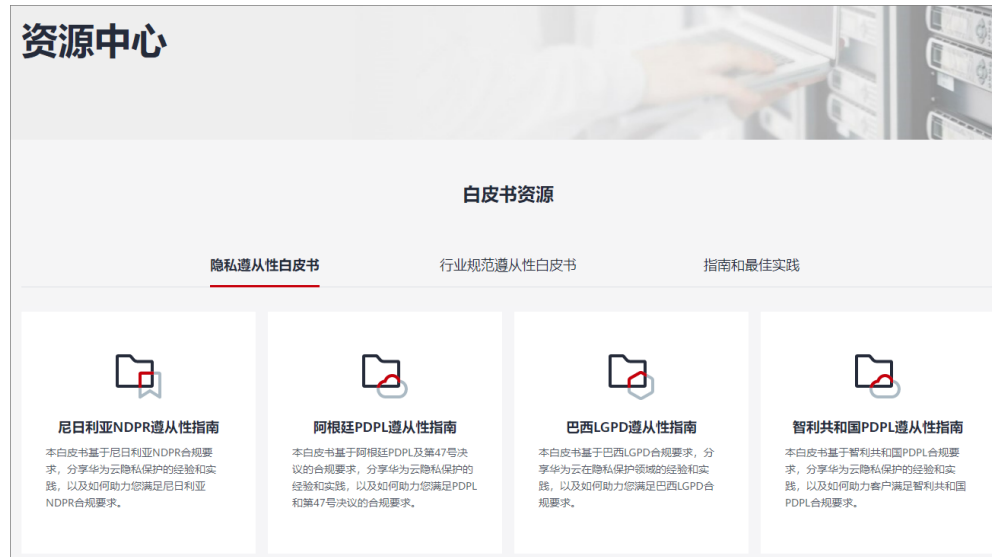 资源中心
白皮书资源
隐私遵从性白皮书
行业规范遵从性白皮书
指南和最佳实践
尼日利亚NDPR遵从性指南
本白皮书基于尼日利亚NDPR合规要
求，分享华为云隐私保护的经验和实
践，以及如何助力您满足尼日利亚
NDPR合规要求。
阿根廷PDPL遵从性指南
本白皮书基于阿根廷PDPL及第47号决
议的合规要求，分享华为云隐私保护的
经验和实践，以及如何助力您满足PDPL
和第47号决议的合规要求。
巴西LGPD遵从性指南
本白皮书基于巴西LGPD合规要求，分
享华为云在隐私保护领域的经验和实
践，以及如何助力您满足巴西LGPD合
规要求。
智利共和国PDPL遵从性指南
本白皮书基于智利共和国PDPL合规要
求，分享华为云隐私保护的经验和实
践，以及如何助力客户满足智利共和国
PDPL合规要求。